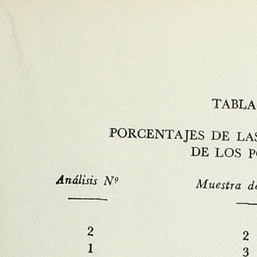 TABLA
PORCENTAJES DE LAS
DE LOS
Análisis Nº Muestra
2 2
1 3